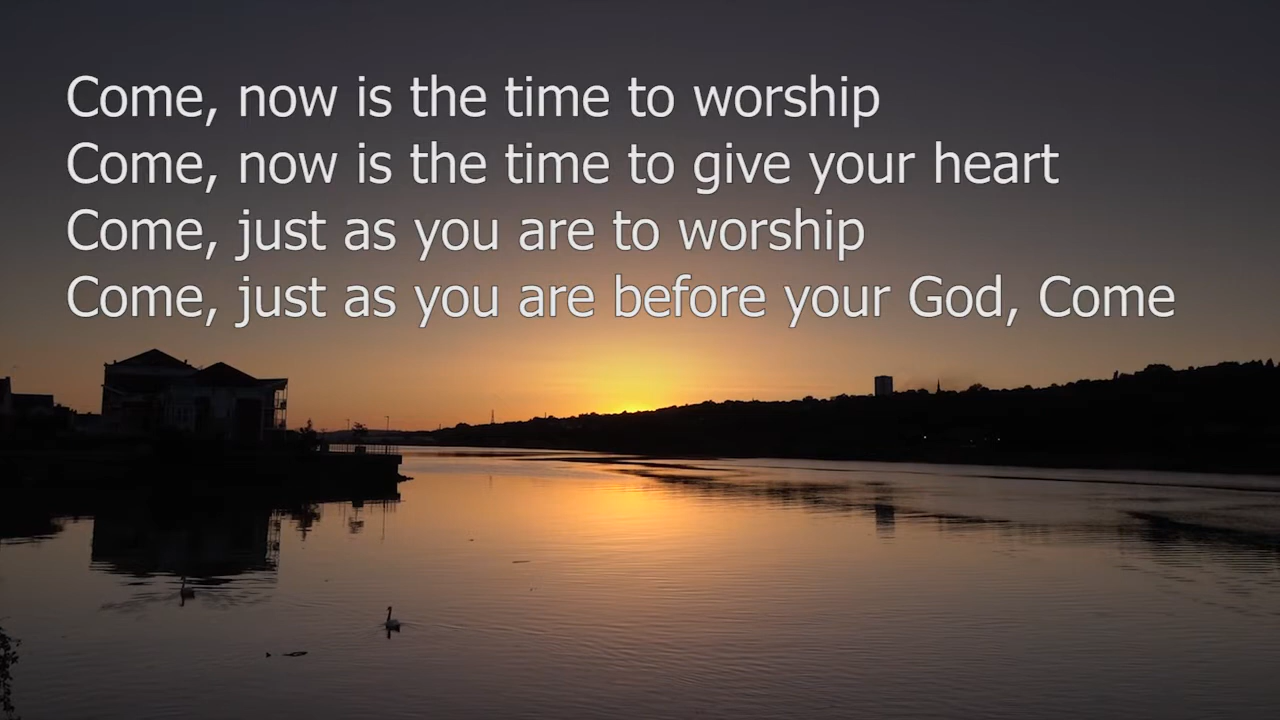 Come, now is the time to worship
Come, now is the time to give your heart
Come, just as you are to worship
Come, just as you are before your God, Come